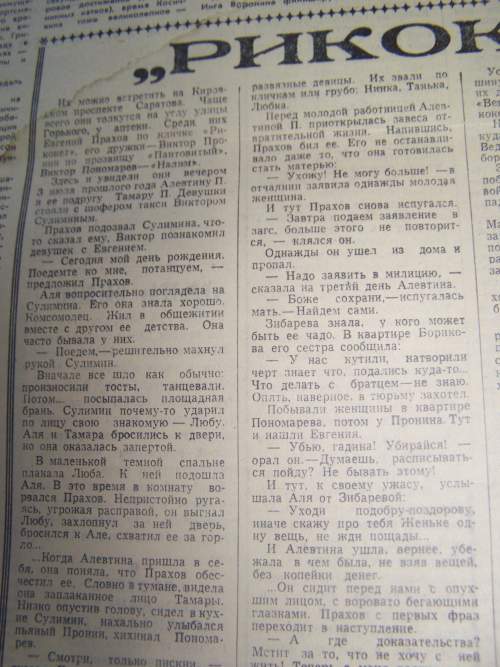 „РИКОК
Их можно встретить на Киров-
ском проспекте Саратова. Чаще
всего они толкутся на углу улицы
Горького, у аптеки. Среди них
Евгений Прахов по кличке «Ри-
кошет», его дружки — Виктор Про-
нин по прозвищу «Пантовитый»,
Виктор Пономарев — «Налим».
Здесь и увидели они вечером
3 июля прошлого года Алевтину П.
и ее подругу Тамару П. Девушки
стояли с шофером такси Виктором
Сулиминым.
Прахов подозвал Сулимина, что-
то сказал ему, Виктор познакомил
девушек с Евгением.
— Сегодня мой день рождения.
Поедемте ко мне, потанцуем, —
предложил Прахов.
Аля вопросительно поглядела на
Сулимина. Его она знала хорошо.
Комсомолец. Жил в общежитии
вместе с другом ее детства. Она
часто бывала у них.
— Поедем, — решительно махнул
рукой Сулимин.
Вначале все шло как обычно:
произносили тосты, танцевали.
Потом... посыпалась площадная
брань. Сулимин почему-то ударил
по лицу свою знакомую — Любу.
Аля и Тамара бросились к двери,
но она оказалась запертой.
В маленькой темной спальне
плакала Люба. К ней подошла
Аля. В это время в комнату во-
рвался Прахов. Непристойно руга-
ясь, угрожая расправой, он выгнал
Любу, захлопнул за ней дверь,
бросился к Але, схватил ее за гор-
ло...
...Когда Алевтина пришла в се-
бя, она поняла, что Прахов обес-
честил ее. Словно в тумане, видела
она заплаканное лицо Тамары.
Низко опустив голову, сидел в кух-
не Сулимин, нахально улыбался
пьяный Пронин, хихикал Понома-
рев.
— Смотри, только пискни, —
развязные девицы. Их звали по
кличкам или грубо: Нинка, Танька,
Любка.
Перед молодой работницей Алев-
тиной П. приоткрылась завеса от-
вратительной жизни. Напившись,
Прахов бил ее. Его не останавли-
вало даже то, что она готовилась
стать матерью:
— Ухожу! Не могу больше! — в
отчаянии заявила однажды молодая
женщина.
И тут Прахов снова испугался.
— Завтра подаем заявление в
загс, больше этого не повторит-
ся, — клялся он.
Однажды он ушел из дома и
пропал.
— Надо заявить в милицию, —
сказала на третий день Алевтина.
— Боже сохрани, — испугалась
мать. — Найдем сами.
Зибарева знала, у кого может
быть ее чадо. В квартире Борико-
ва его сестра сообщила:
— У нас кутили, натворили
черт знает что, подались куда-то...
Что делать с братцем — не знаю.
Опять, наверное, в тюрьму захотел.
Побывали женщины в квартире
Пономарева, потом у Пронина. Тут
и нашли Евгения.
— Убью, гадина! Убирайся! —
орал он. — Думаешь, расписывать-
ся пойду? Не бывать этому!
И тут, к своему ужасу, услы-
шала Аля от Зибаревой:
— Уходи подобру-поздорову,
иначе скажу про тебя Женьке од-
ну вещь, не жди пощады...
И Алевтина ушла, вернее, убе-
жала в чем была, не взяв вещей,
без копейки денег.
...Он сидит перед нами с опух-
шим лицом, с воровато бегающими
глазками. Прахов с первых фраз
переходит в наступление.
— А где доказательства?
Мстит за то, что не хочу с ней